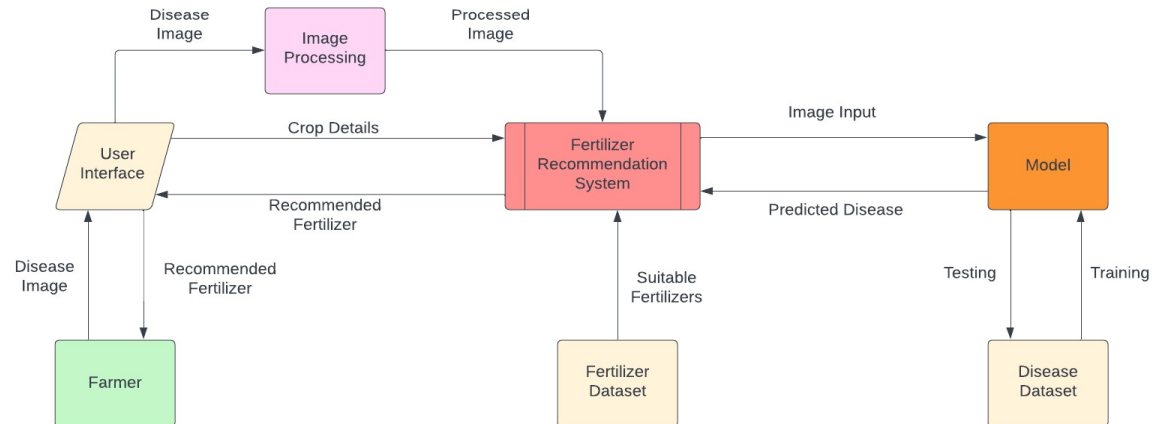 Disease
Image
Image
Processing
Processed
Image
User
Interface
Crop Details
Recommended
Fertilizer
Fertilizer
Recommendation
System
Image Input
Predicted Disease
Model
Disease
Image
Recommended
Fertilizer
Suitable
Fertilizers
Testing
Training
Farmer
Fertilizer
Dataset
Disease
Dataset